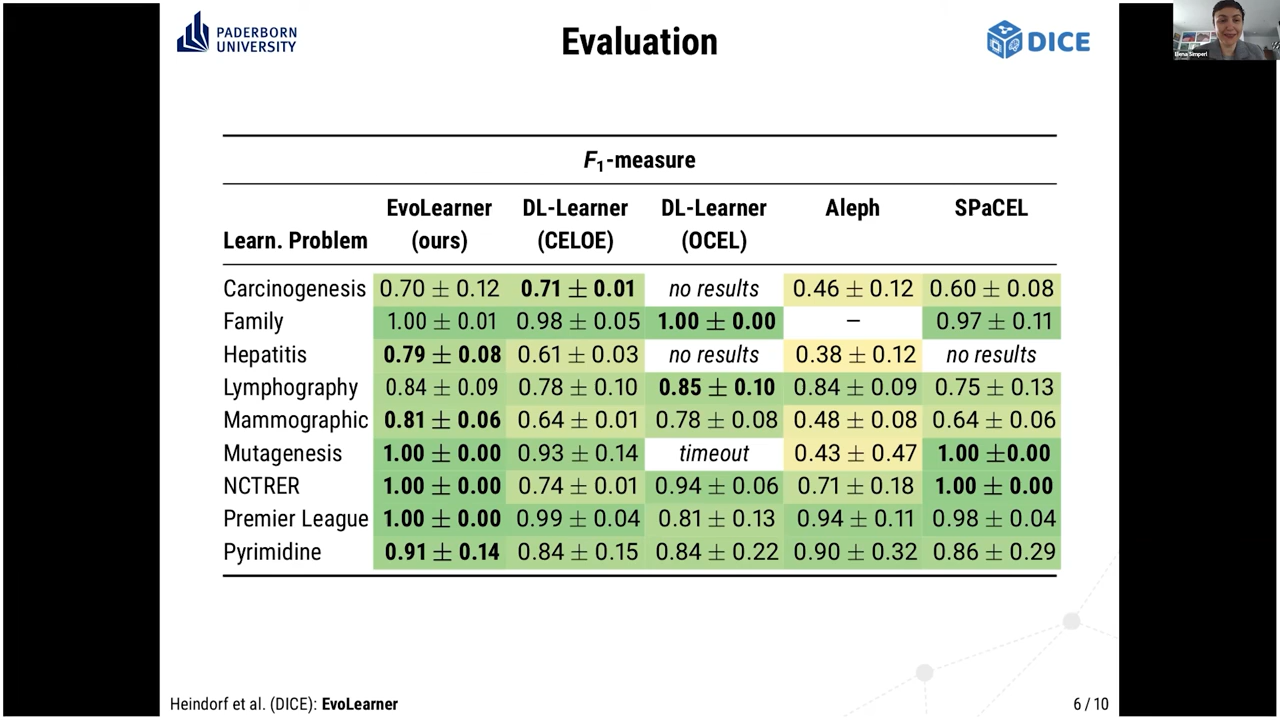 PADERBORN
UNIVERSITY
Evaluation
DICE
Elena Simperl
F1-measure
Learn. Problem EvoLearner (ours) DL-Learner (CELOE) DL-Learner (OCEL) Aleph SPaCEL
Carcinogenesis 0.70 ± 0.12 0.71 ± 0.01 no results 0.46 ± 0.12 0.60 ± 0.08
Family 1.00 ± 0.01 0.98 ± 0.05 1.00 ± 0.00 – 0.97 ± 0.11
Hepatitis 0.79 ± 0.08 0.61 ± 0.03 no results 0.38 ± 0.12 no results
Lymphography 0.84 ± 0.09 0.78 ± 0.10 0.85 ± 0.10 0.84 ± 0.09 0.75 ± 0.13
Mammographic 0.81 ± 0.06 0.64 ± 0.01 0.78 ± 0.08 0.48 ± 0.08 0.64 ± 0.06
Mutagenesis 1.00 ± 0.00 0.93 ± 0.14 timeout 0.43 ± 0.47 1.00 ±0.00
NCTRER 1.00 ± 0.00 0.74 ± 0.01 0.94 ± 0.06 0.71 ± 0.18 1.00 ± 0.00
Premier League 1.00 ± 0.00 0.99 ± 0.04 0.81 ± 0.13 0.94 ± 0.11 0.98 ± 0.04
Pyrimidine 0.91 ± 0.14 0.84 ± 0.15 0.84 ± 0.22 0.90 ± 0.32 0.86 ± 0.29
Heindorf et al. (DICE): EvoLearner
6 / 10